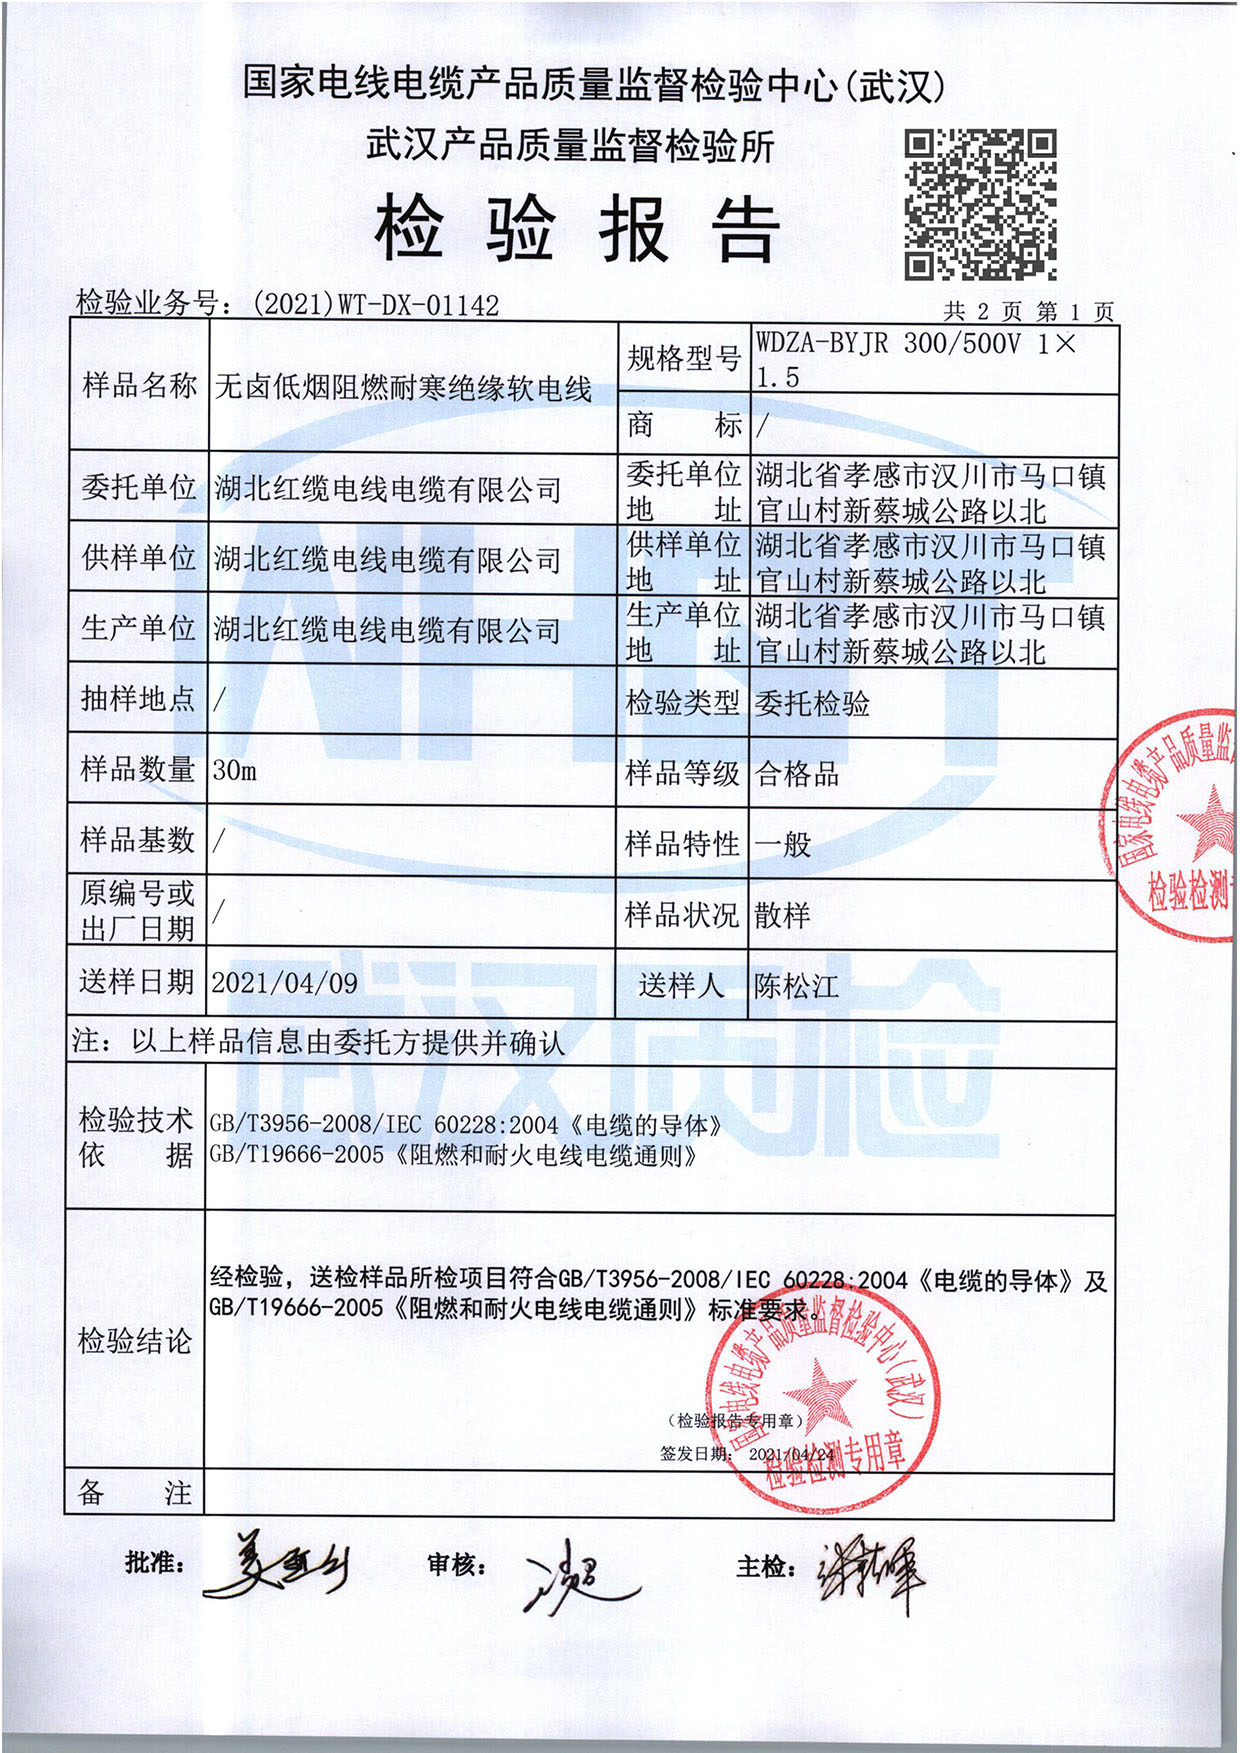 国家电线电缆产品质量监督检验中心(武汉)
武汉产品质量监督检验所
检验报告
检验业务号：(2021)WT-DX-01142
共 2 页 第 1 页
样品名称 无卤低烟阻燃耐寒绝缘软电线
规格型号 WDZA-BYJR 300/500V 1×
1.5
商 标 /
委托单位 湖北红缆电线电缆有限公司
委托单位 湖北省孝感市汉川市马口镇
地 址 官山村新蔡城公路以北
供样单位 湖北红缆电线电缆有限公司
供样单位 湖北省孝感市汉川市马口镇
地 址 官山村新蔡城公路以北
生产单位 湖北红缆电线电缆有限公司
生产单位 湖北省孝感市汉川市马口镇
地 址 官山村新蔡城公路以北
抽样地点 / 检验类型 委托检验
样品数量 30m 样品等级 合格品
样品基数 / 样品特性 一般
原编号或
出厂日期 / 样品状况 散样
送样日期 2021/04/09 送样人 陈松江
注：以上样品信息由委托方提供并确认
检验技术
依 据
GB/T3956-2008/IEC 60228:2004《电缆的导体》
GB/T19666-2005《阻燃和耐火电线电缆通则》
检验结论
经检验，送检样品所检项目符合GB/T3956-2008/IEC 60228:2004《电缆的导体》及
GB/T19666-2005《阻燃和耐火电线电缆通则》标准要求。
（检验报告专用章）
签发日期： 2021/04/24
国家电线电缆产品质量监督检验中心(武汉)
检验检测专用章
国家电线电缆产品质量监
检验检测
备 注
批准：
审核：
主检：
武汉质检